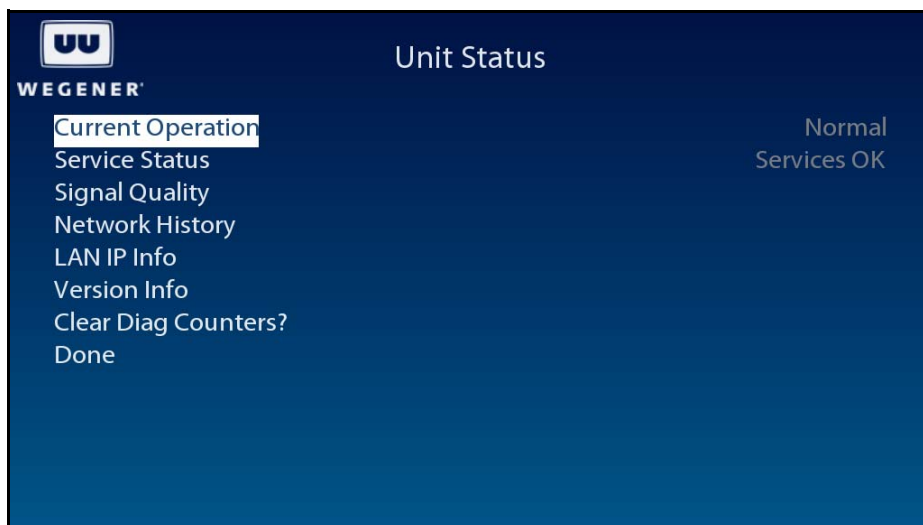 WEGENER
Unit Status
Current Operation Normal
Service Status Services OK
Signal Quality
Network History
LAN IP Info
Version Info
Clear Diag Counters?
Done